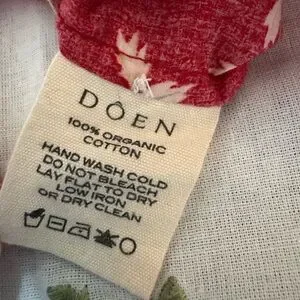 DÔEN
100% ORGANIC
COTTON
HAND WASH COLD
DO NOT BLEACH
LAY FLAT TO DRY
LOW IRON
OR DRY CLEAN